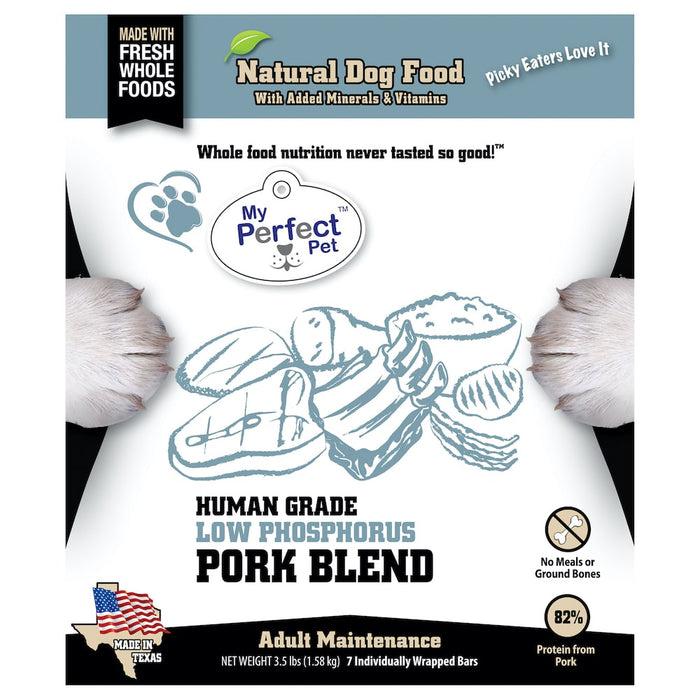 MADE WITH
FRESH
WHOLE
FOODS
Natural Dog Food
With Added Minerals & Vitamins
Picky Eaters Love It
Whole food nutrition never tasted so good!™
My
Perfect™
Pet
HUMAN GRADE
LOW PHOSPHORUS
PORK BLEND
No Meals or
Ground Bones
82%
Protein from
Pork
MADE IN
TEXAS
Adult Maintenance
NET WEIGHT 3.5 lbs (1.58 kg) 7 Individually Wrapped Bars